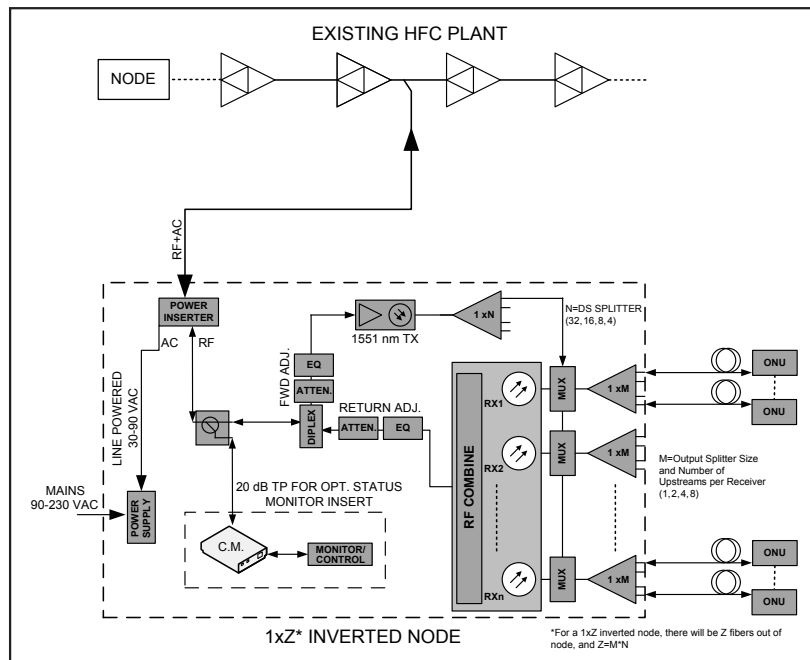 EXISTING HFC PLANT
NODE
RF+AC
POWER
INSERTER
AC
RF
LINE POWERED
30-90 VAC
MAINS
90-230 VAC
POWER
SUPPLY
FWD ADJ.
EQ
ATTEN.
DIPLEX
1551 nm TX
1 xN
N=DS SPLITTER
(32,16,8,4)
RETURN ADJ.
ATTEN.
EQ
20 dB TP FOR OPT. STATUS
MONITOR INSERT
C.M.
MONITOR/
CONTROL
RF COMBINE
RX1
MUX
1 xM
ONU
ONU
RX2
MUX
1 xM
M=Output Splitter Size
and Number of
Upstreams per Receiver
(1,2,4,8)
RXn
MUX
1 xM
ONU
ONU
1xZ* INVERTED NODE
*For a 1xZ inverted node, there will be Z fibers out of
node, and Z=M*N